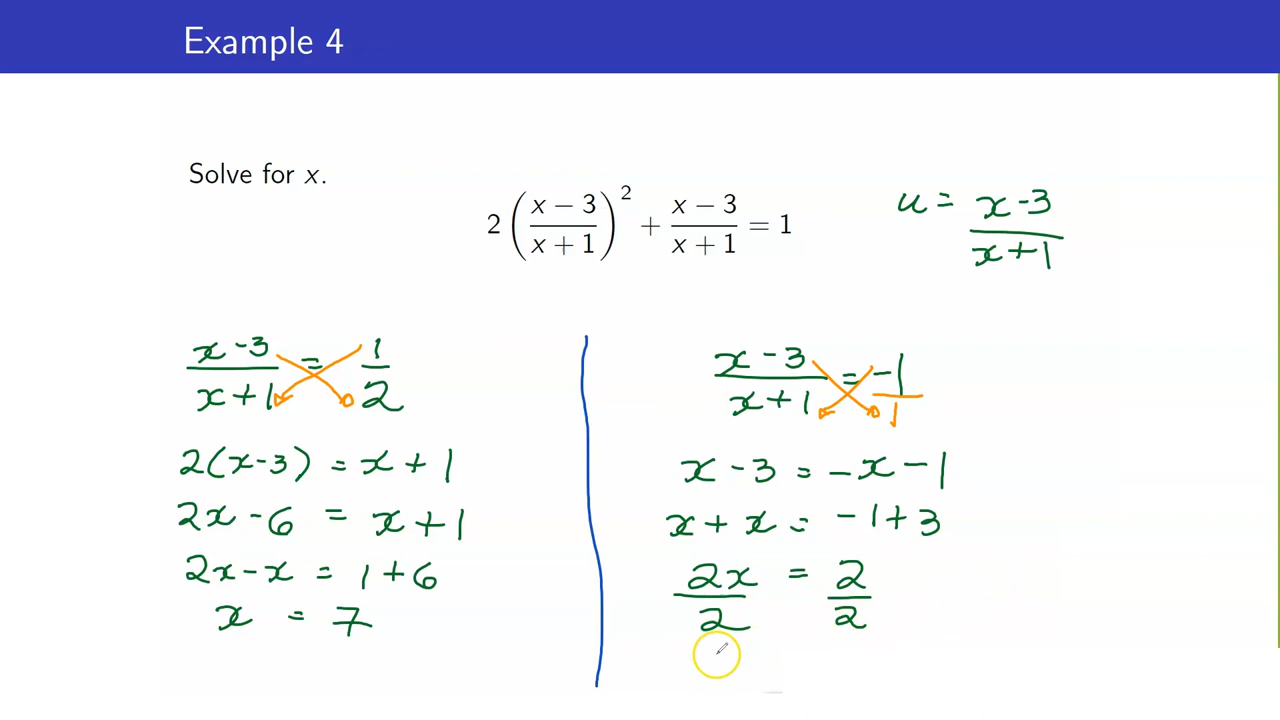 Example 4
Solve for x.
2 ( (x − 3)/(x + 1) )² + (x − 3)/(x + 1) = 1
u = (x - 3)/(x + 1)
(x - 3)/(x + 1) = 1/2
2(x - 3) = x + 1
2x - 6 = x + 1
2x - x = 1 + 6
x = 7
(x - 3)/(x + 1) = -1/1
x - 3 = -x - 1
x + x = -1 + 3
2x/2 = 2/2